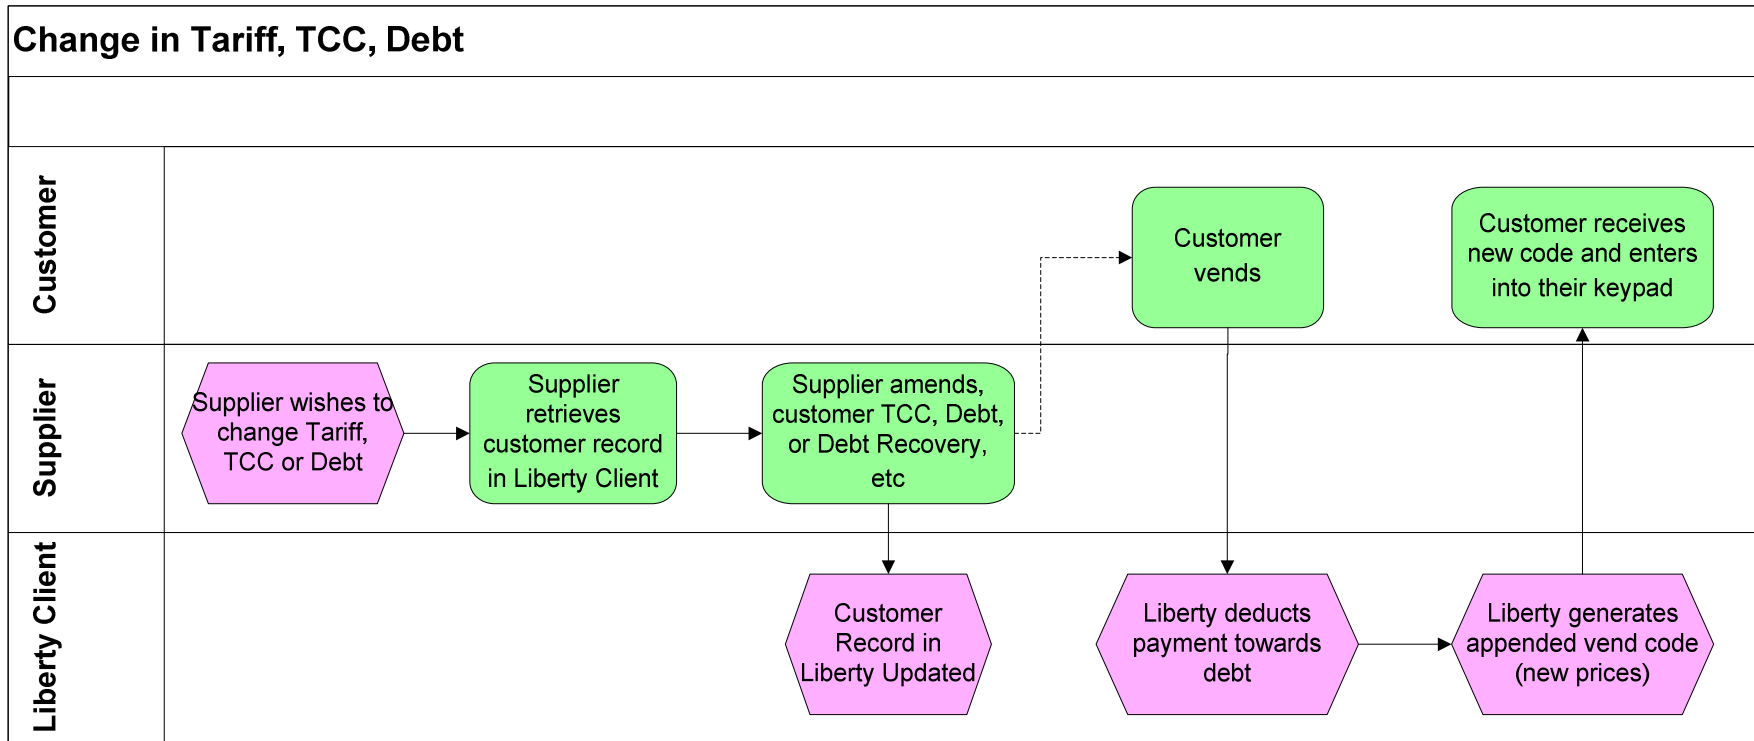 Change in Tariff, TCC, Debt
Customer
Customer
vends
Customer receives
new code and enters
into their keypad
Supplier
Supplier wishes to
change Tariff,
TCC or Debt
Supplier
retrieves
customer record
in Liberty Client
Supplier amends,
customer TCC, Debt,
or Debt Recovery,
etc
Liberty Client
Customer
Record in
Liberty Updated
Liberty deducts
payment towards
debt
Liberty generates
appended vend code
(new prices)